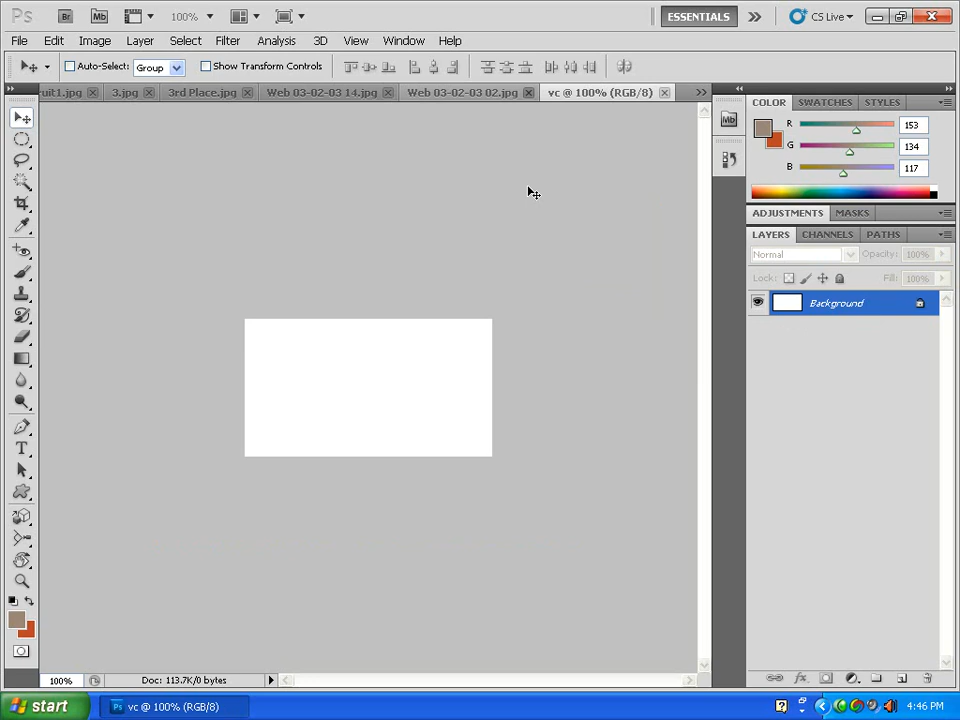 Ps Br Mb 100% ESSENTIALS CS Live
File Edit Image Layer Select Filter Analysis 3D View Window Help
Auto-Select: Group Show Transform Controls
uit1.jpg 3.jpg 3rd Place.jpg Web 03-02-03 14.jpg Web 03-02-03 02.jpg vc @ 100% (RGB/8)
COLOR SWATCHES STYLES
Mb
R 153
G 134
B 117
ADJUSTMENTS MASKS
LAYERS CHANNELS PATHS
Normal Opacity: 100%
Lock: Fill: 100%
Background
T
100% Doc: 113.7K/0 bytes
start Ps vc @ 100% (RGB/8) 4:46 PM